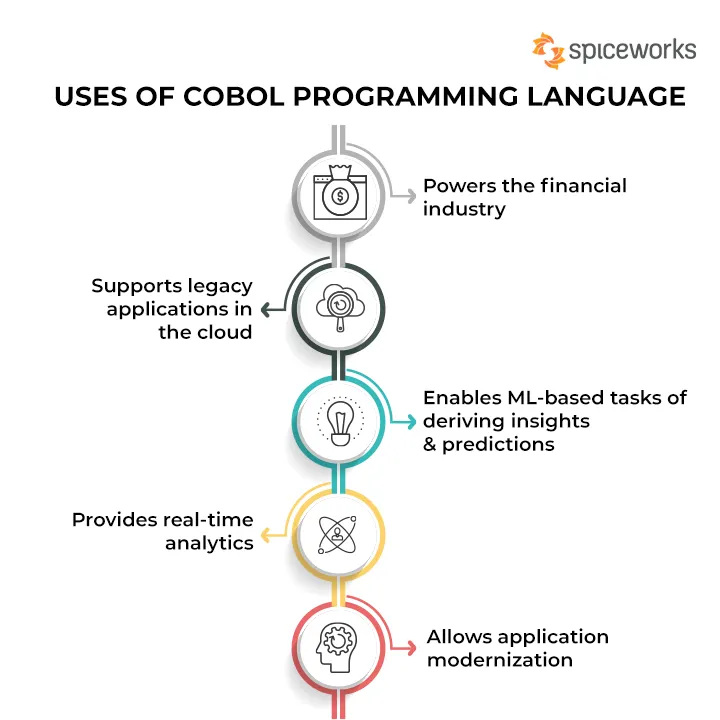 spiceworks
USES OF COBOL PROGRAMMING LANGUAGE
$
Powers the financial
industry
Supports legacy
applications in
the cloud
Enables ML-based tasks of
deriving insights
& predictions
Provides real-time
analytics
Allows application
modernization